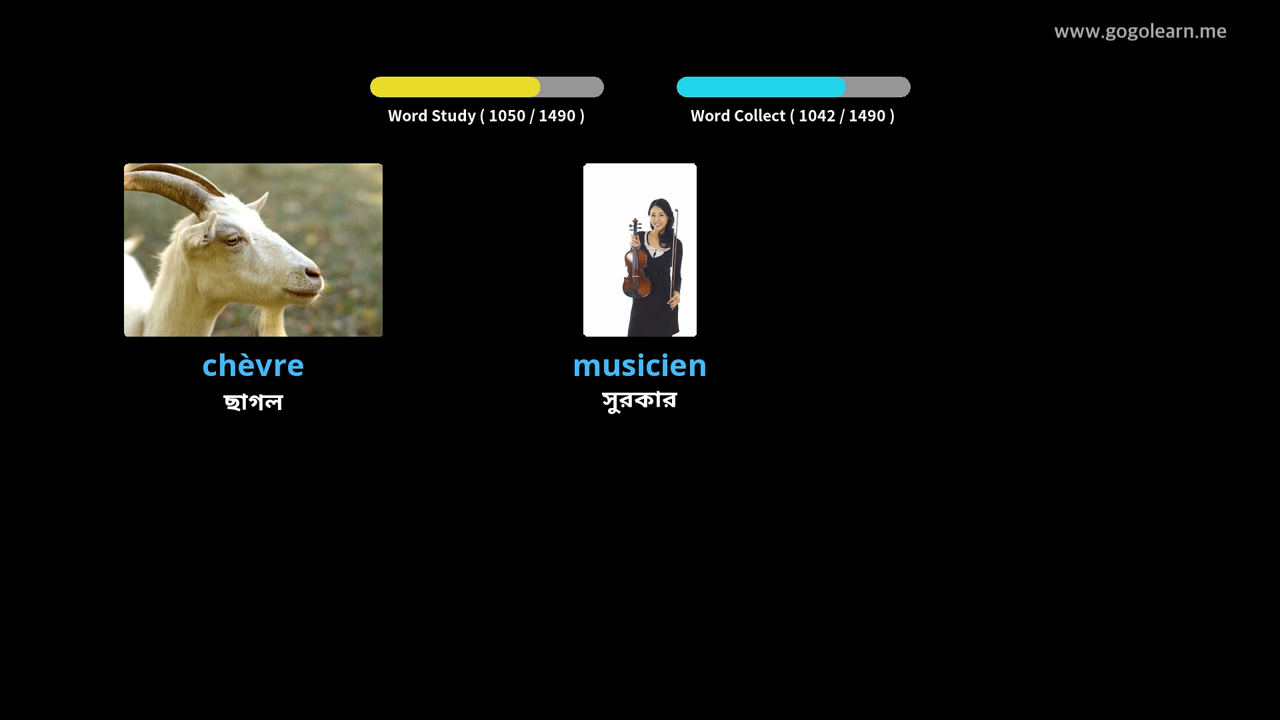 www.gogolearn.me
Word Study ( 1050 / 1490 )
Word Collect ( 1042 / 1490 )
chèvre
ছাগল
musicien
সুরকার